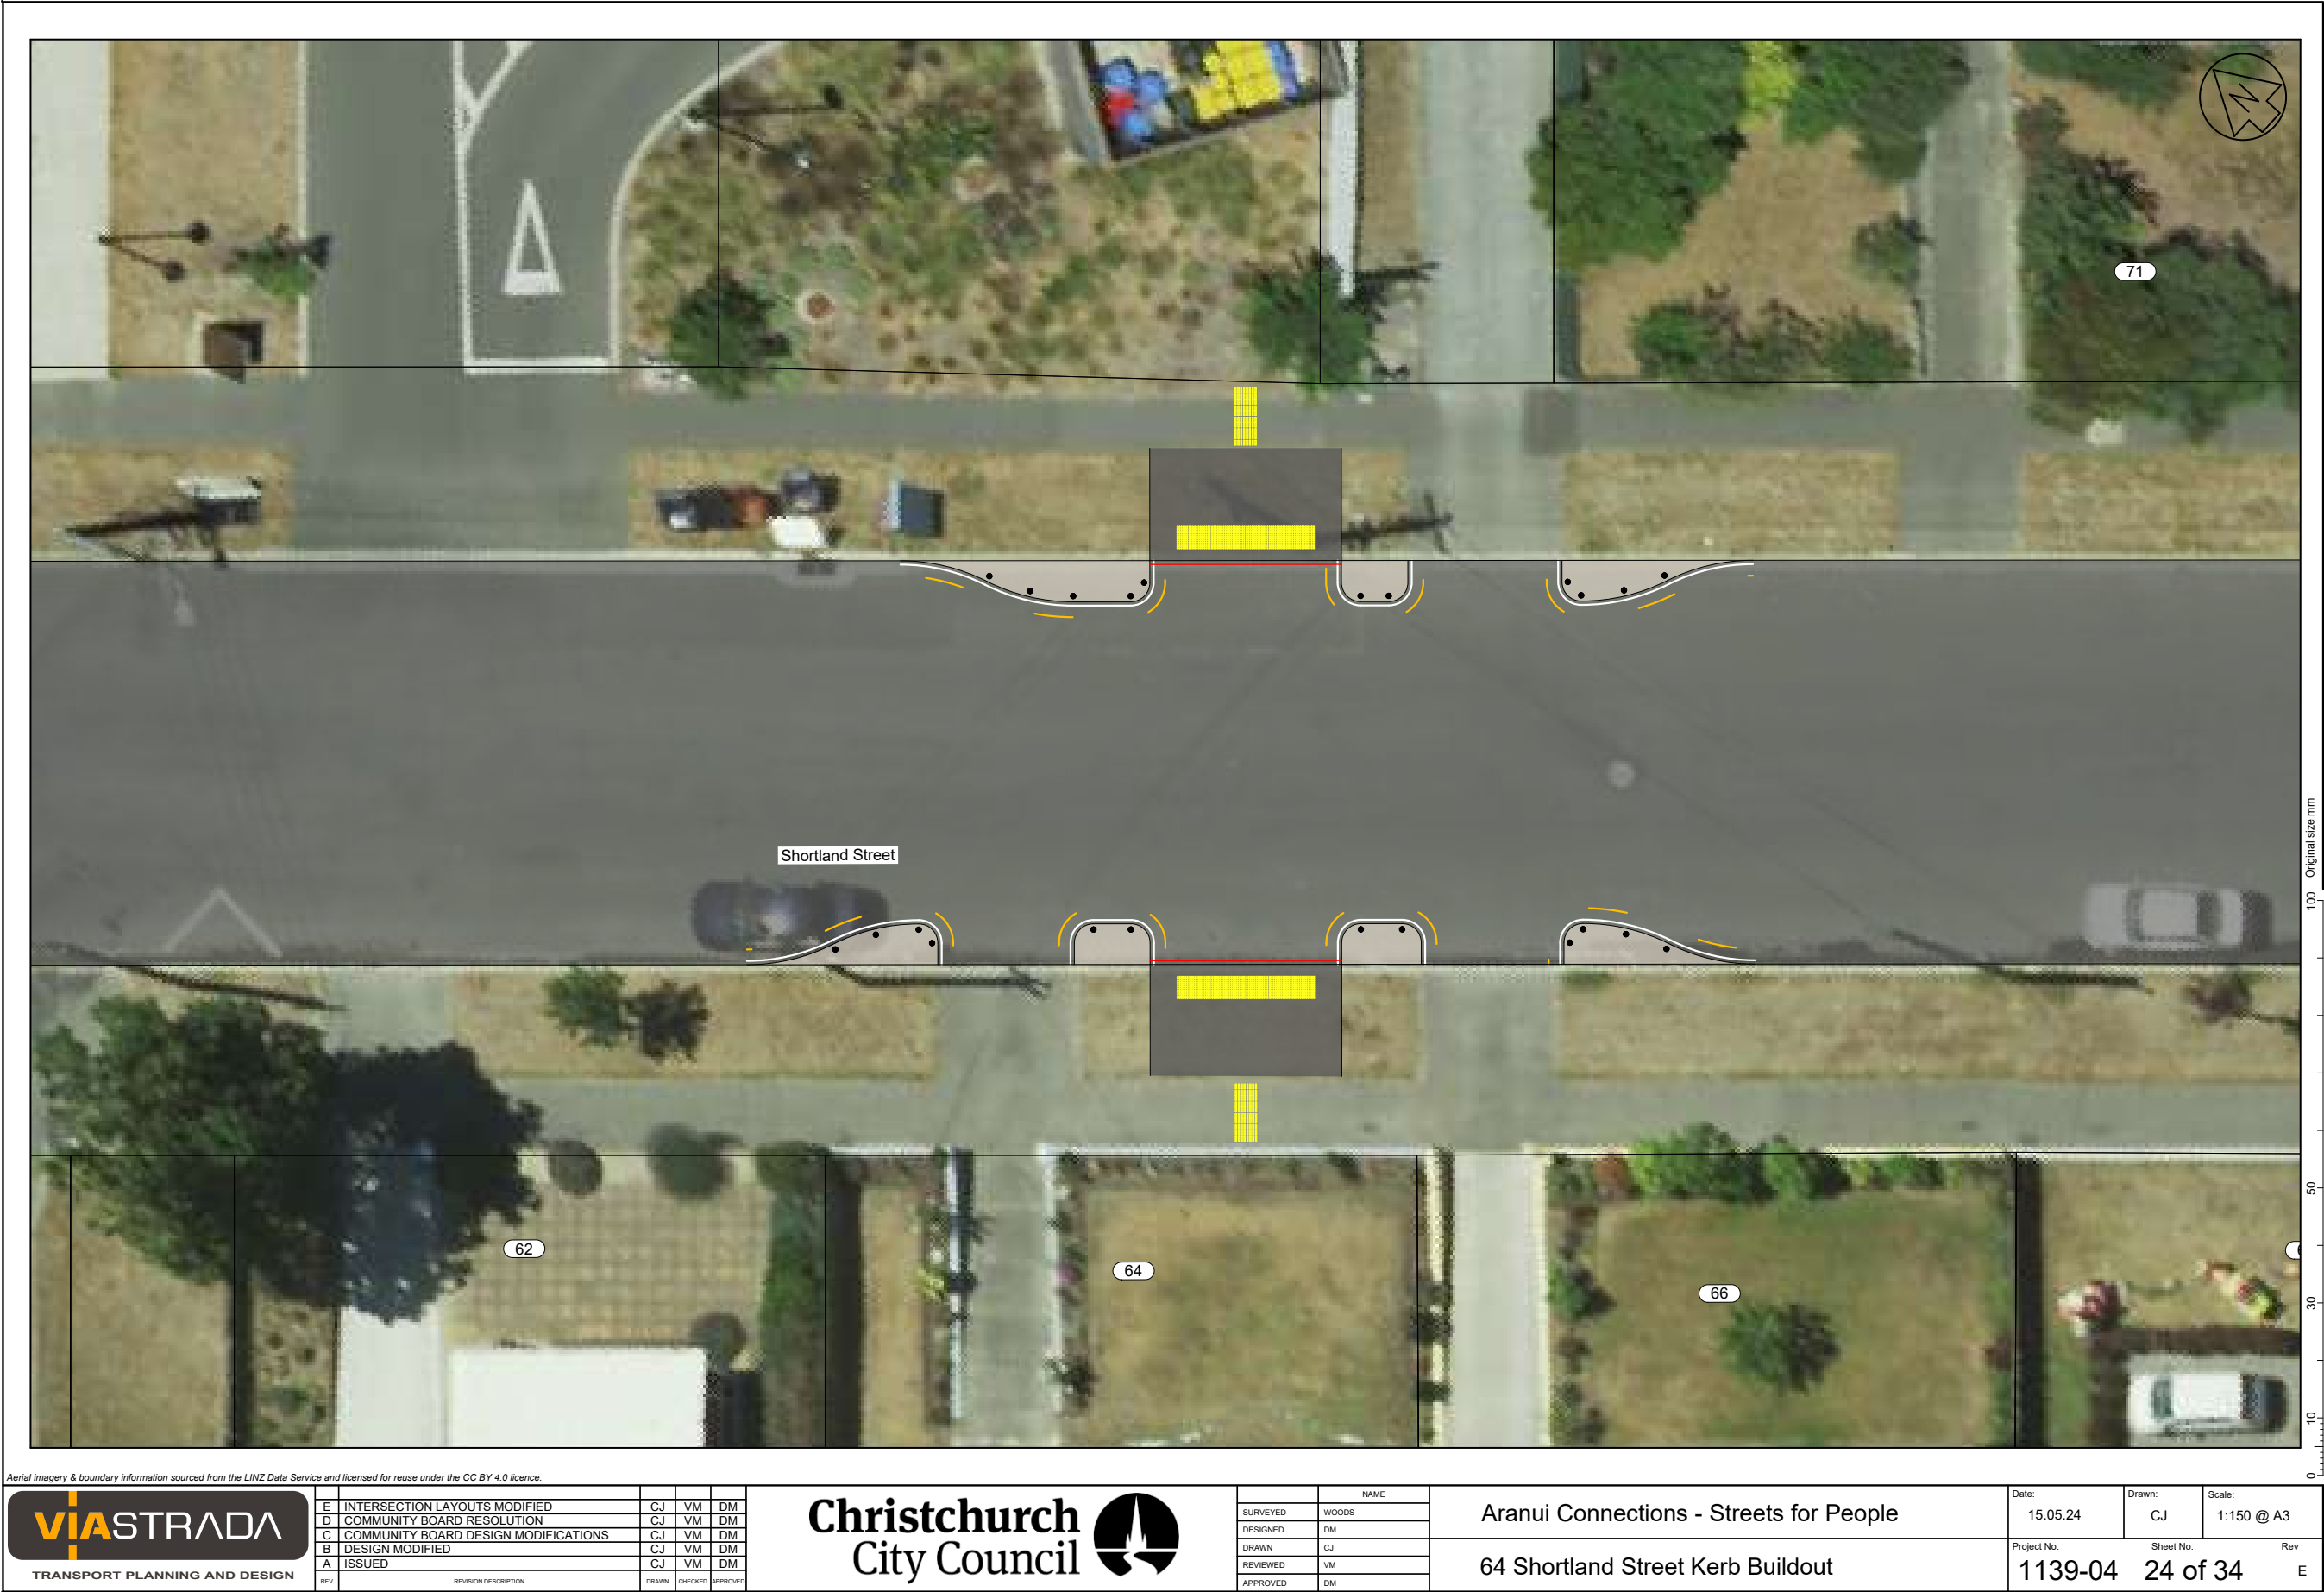 N
71
Shortland Street
62
64
66
Original size mm
100
50
30
10
0
Aerial imagery & boundary information sourced from the LINZ Data Service and licensed for reuse under the CC BY 4.0 licence.
VIASTRADA
TRANSPORT PLANNING AND DESIGN
E INTERSECTION LAYOUTS MODIFIED CJ VM DM
D COMMUNITY BOARD RESOLUTION CJ VM DM
C COMMUNITY BOARD DESIGN MODIFICATIONS CJ VM DM
B DESIGN MODIFIED CJ VM DM
A ISSUED CJ VM DM
REV REVISION DESCRIPTION DRAWN CHECKED APPROVED
Christchurch
City Council
NAME
SURVEYED WOODS
DESIGNED DM
DRAWN CJ
REVIEWED VM
APPROVED DM
Aranui Connections - Streets for People
64 Shortland Street Kerb Buildout
Date: Drawn: Scale:
15.05.24 CJ 1:150 @ A3
Project No. Sheet No. Rev
1139-04 24 of 34 E